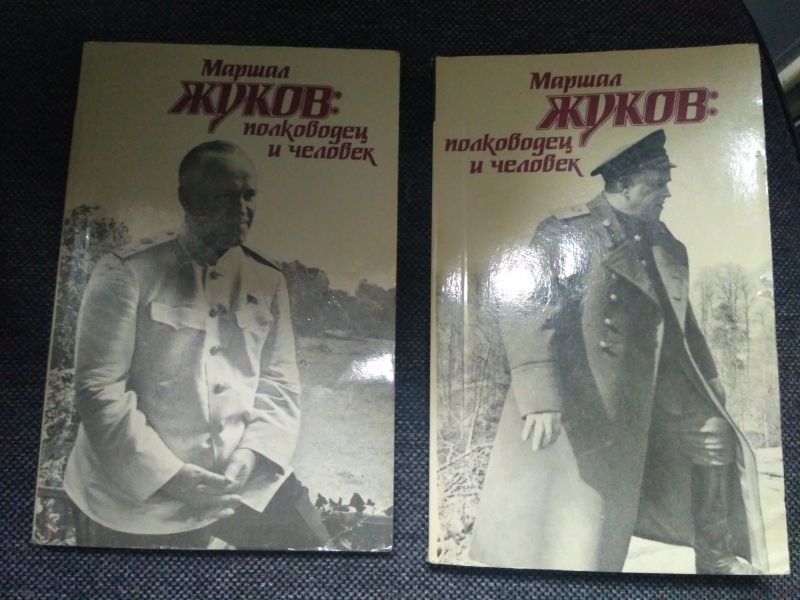 Маршал
ЖУКОВ:
полководец
и человек
Маршал
ЖУКОВ:
полководец
и человек